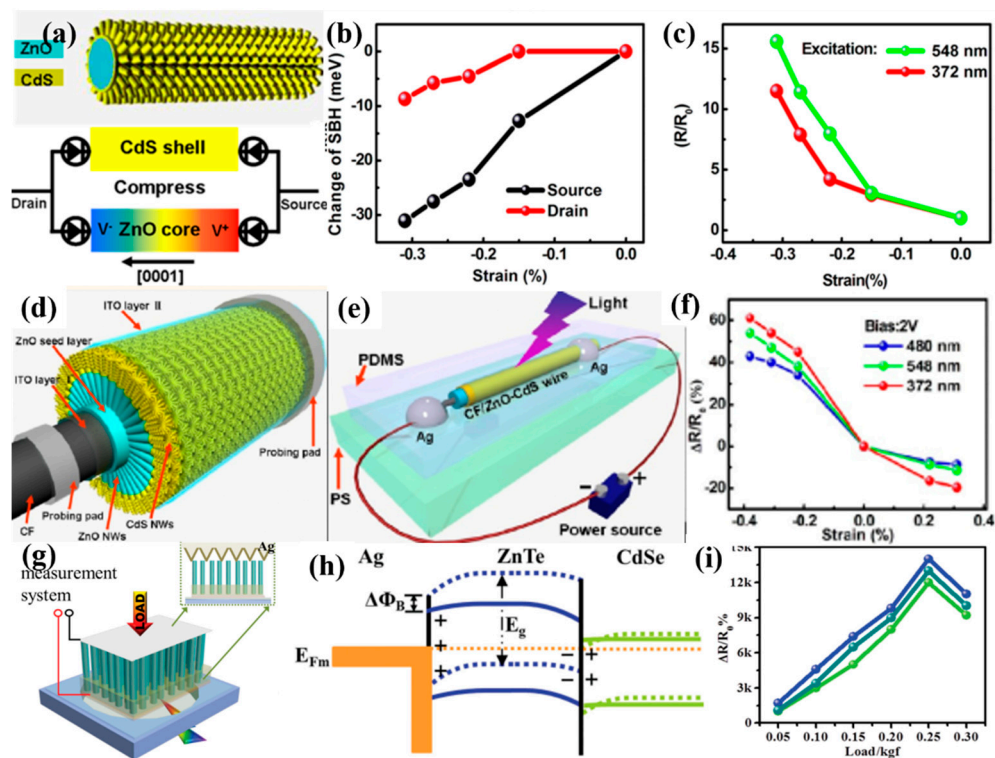 (a)
ZnO
CdS
CdS shell
Compress
Drain
Source
V- ZnO core V+
[0001]
(b)
Change of SBH (meV)
0
-10
-20
-30
Source
Drain
-0.3 -0.2 -0.1 0.0
Strain (%)
(c)
Excitation:
548 nm
372 nm
(R/R0)
15
10
5
0
-0.3 -0.2 -0.1 0.0
Strain(%)
(d)
ITO layer II
ZnO seed layer
ITO layer I
Probing pad
CF
Probing pad
ZnO NWs
CdS NWs
(e)
Light
PDMS
Ag
CF/ZnO-CdS wire
Ag
PS
- +
Power source
(f)
Bias:2V
480 nm
548 nm
372 nm
ΔR/R0 (%)
60
40
20
0
-20
-0.4 -0.2 0.0 0.2 0.4
Strain (%)
(g)
measurement
system
LOAD
Ag
(h)
Ag
ZnTe
CdSe
ΔΦB
Eg
EFm
+
+
+
+
− +
− +
(i)
ΔR/R0%
15k
12k
9k
6k
3k
0
0.05 0.10 0.15 0.20 0.25 0.30
Load/kgf